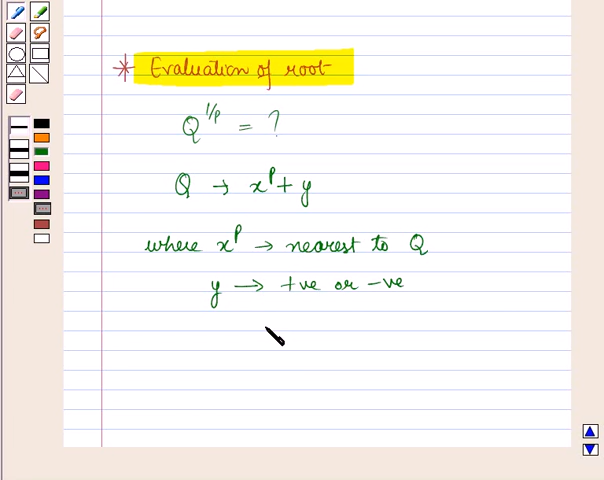 * Evaluation of root
Q^1/p = ?
Q → x^p + y
where x^p → nearest to Q
y → +ve or -ve